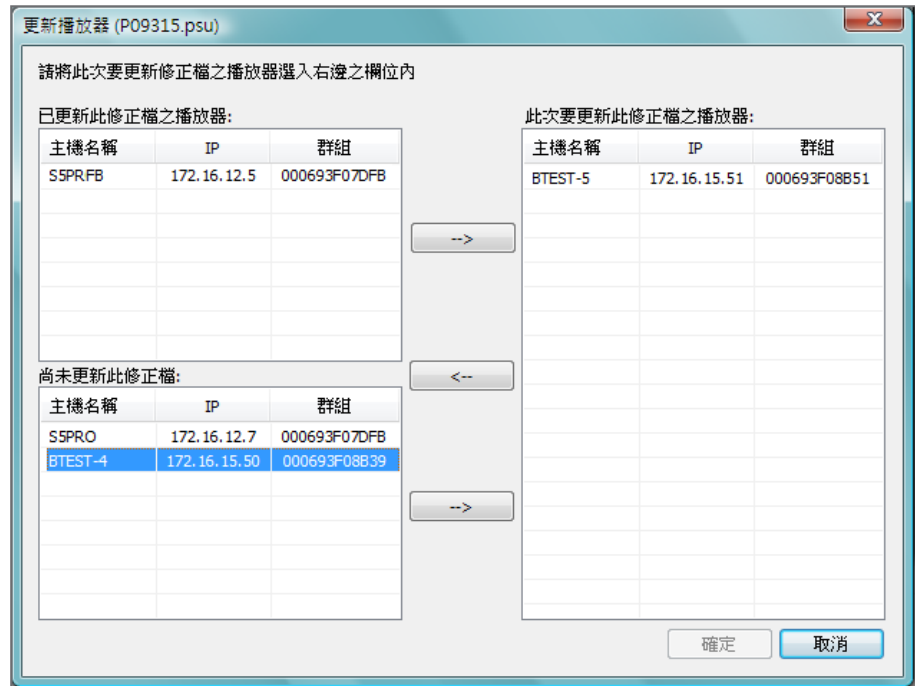 更新播放器 (P09315.psu)
請將此次要更新修正檔之播放器選入右邊之欄位內
已更新此修正檔之播放器:
主機名稱 IP 群組
S5PRFB 172.16.12.5 000693F07DFB
-->
<--
尚未更新此修正檔:
主機名稱 IP 群組
S5PRO 172.16.12.7 000693F07DFB
BTEST-4 172.16.15.50 000693F08B39
-->
此次要更新此修正檔之播放器:
主機名稱 IP 群組
BTEST-5 172.16.15.51 000693F08B51
確定 取消